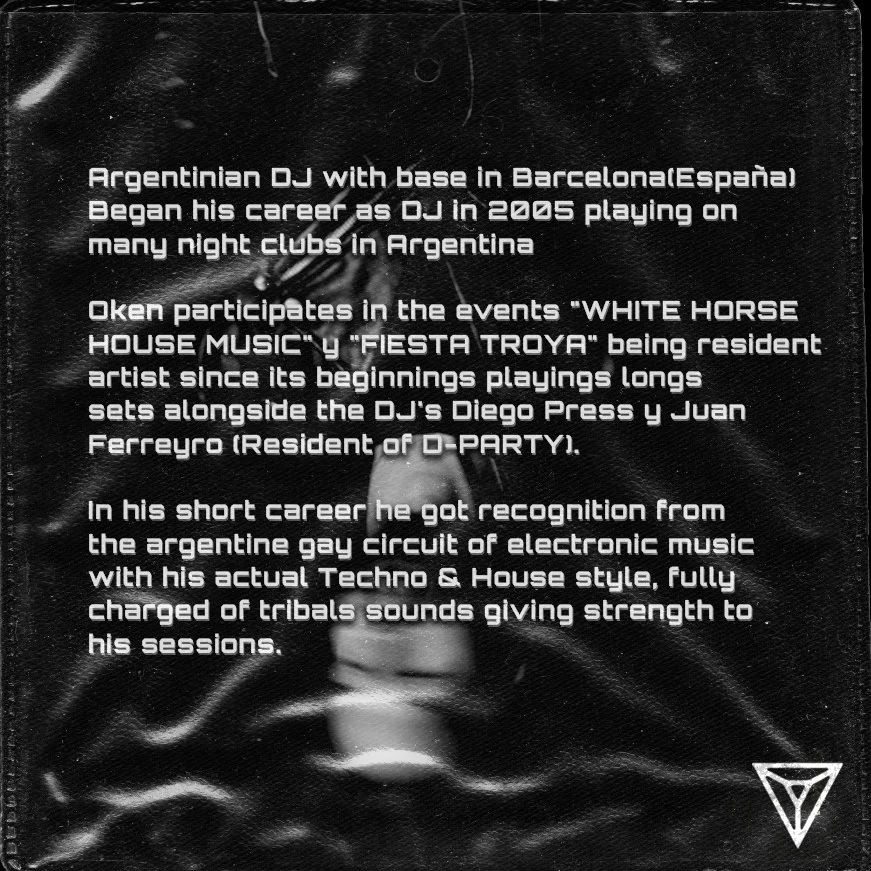 Argentinian DJ with base in Barcelona(España)
Began his career as DJ in 2005 playing on
many night clubs in Argentina
Oken participates in the events "WHITE HORSE
HOUSE MUSIC" y "FIESTA TROYA" being resident
artist since its beginnings playings longs
sets alongside the DJ's Diego Press y Juan
Ferreyro (Resident of D-PARTY).
In his short career he got recognition from
the argentine gay circuit of electronic music
with his actual Techno & House style, fully
charged of tribals sounds giving strength to
his sessions.